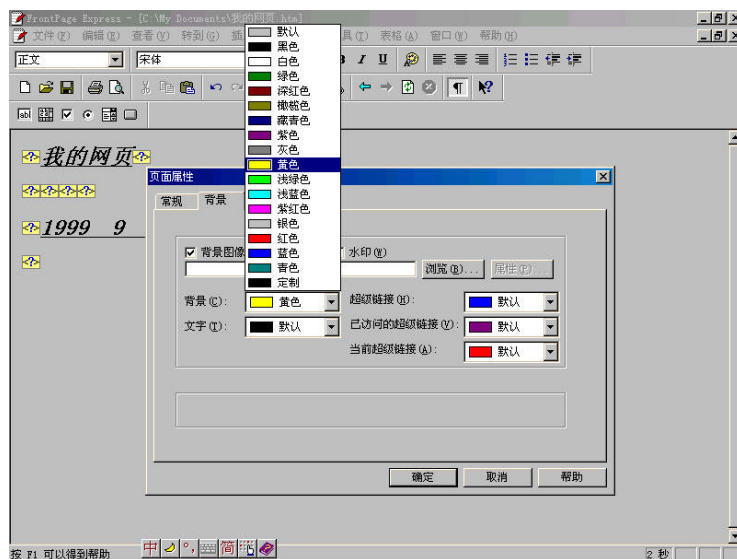 FrontPage Express - [C:\My Documents\我的网页.htm]
文件(F) 编辑(E) 查看(V) 转到(G) 插 具(T) 表格(A) 窗口(W) 帮助(H)
正文 宋体
默认
黑色
白色
绿色
深红色
橄榄色
藏青色
紫色
灰色
黄色
浅绿色
浅蓝色
紫红色
银色
红色
蓝色
青色
定制
我的网页
1999 9
页面属性
常规 背景
背景图像 水印(W)
浏览(B)... 属性(P)...
背景(C): 黄色 超级链接(H): 默认
文字(T): 默认 已访问的超级链接(V): 默认
当前超级链接(A): 默认
确定 取消 帮助
按 F1 可以得到帮助 中 简 2 秒